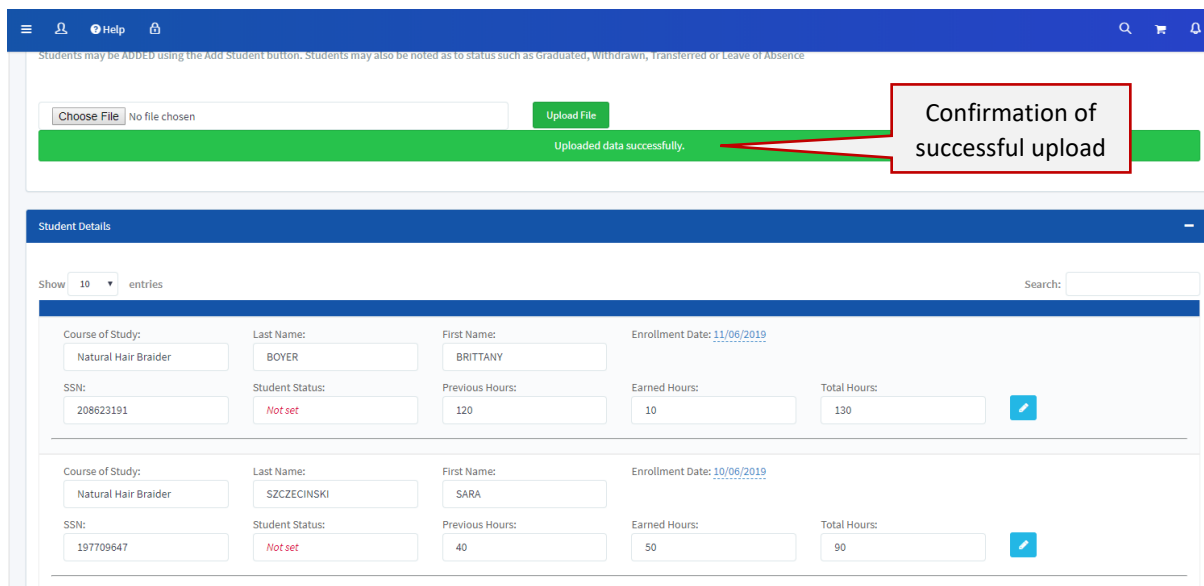 Help
Students may be ADDED using the Add Student button. Students may also be noted as to status such as Graduated, Withdrawn, Transferred or Leave of Absence
Choose File No file chosen
Upload File
Uploaded data successfully.
Confirmation of
successful upload
Student Details
Show 10 entries Search:
Course of Study: Last Name: First Name: Enrollment Date: 11/06/2019
Natural Hair Braider BOYER BRITTANY
SSN: Student Status: Previous Hours: Earned Hours: Total Hours:
208623191 Not set 120 10 130
Course of Study: Last Name: First Name: Enrollment Date: 10/06/2019
Natural Hair Braider SZCZECINSKI SARA
SSN: Student Status: Previous Hours: Earned Hours: Total Hours:
197709647 Not set 40 50 90